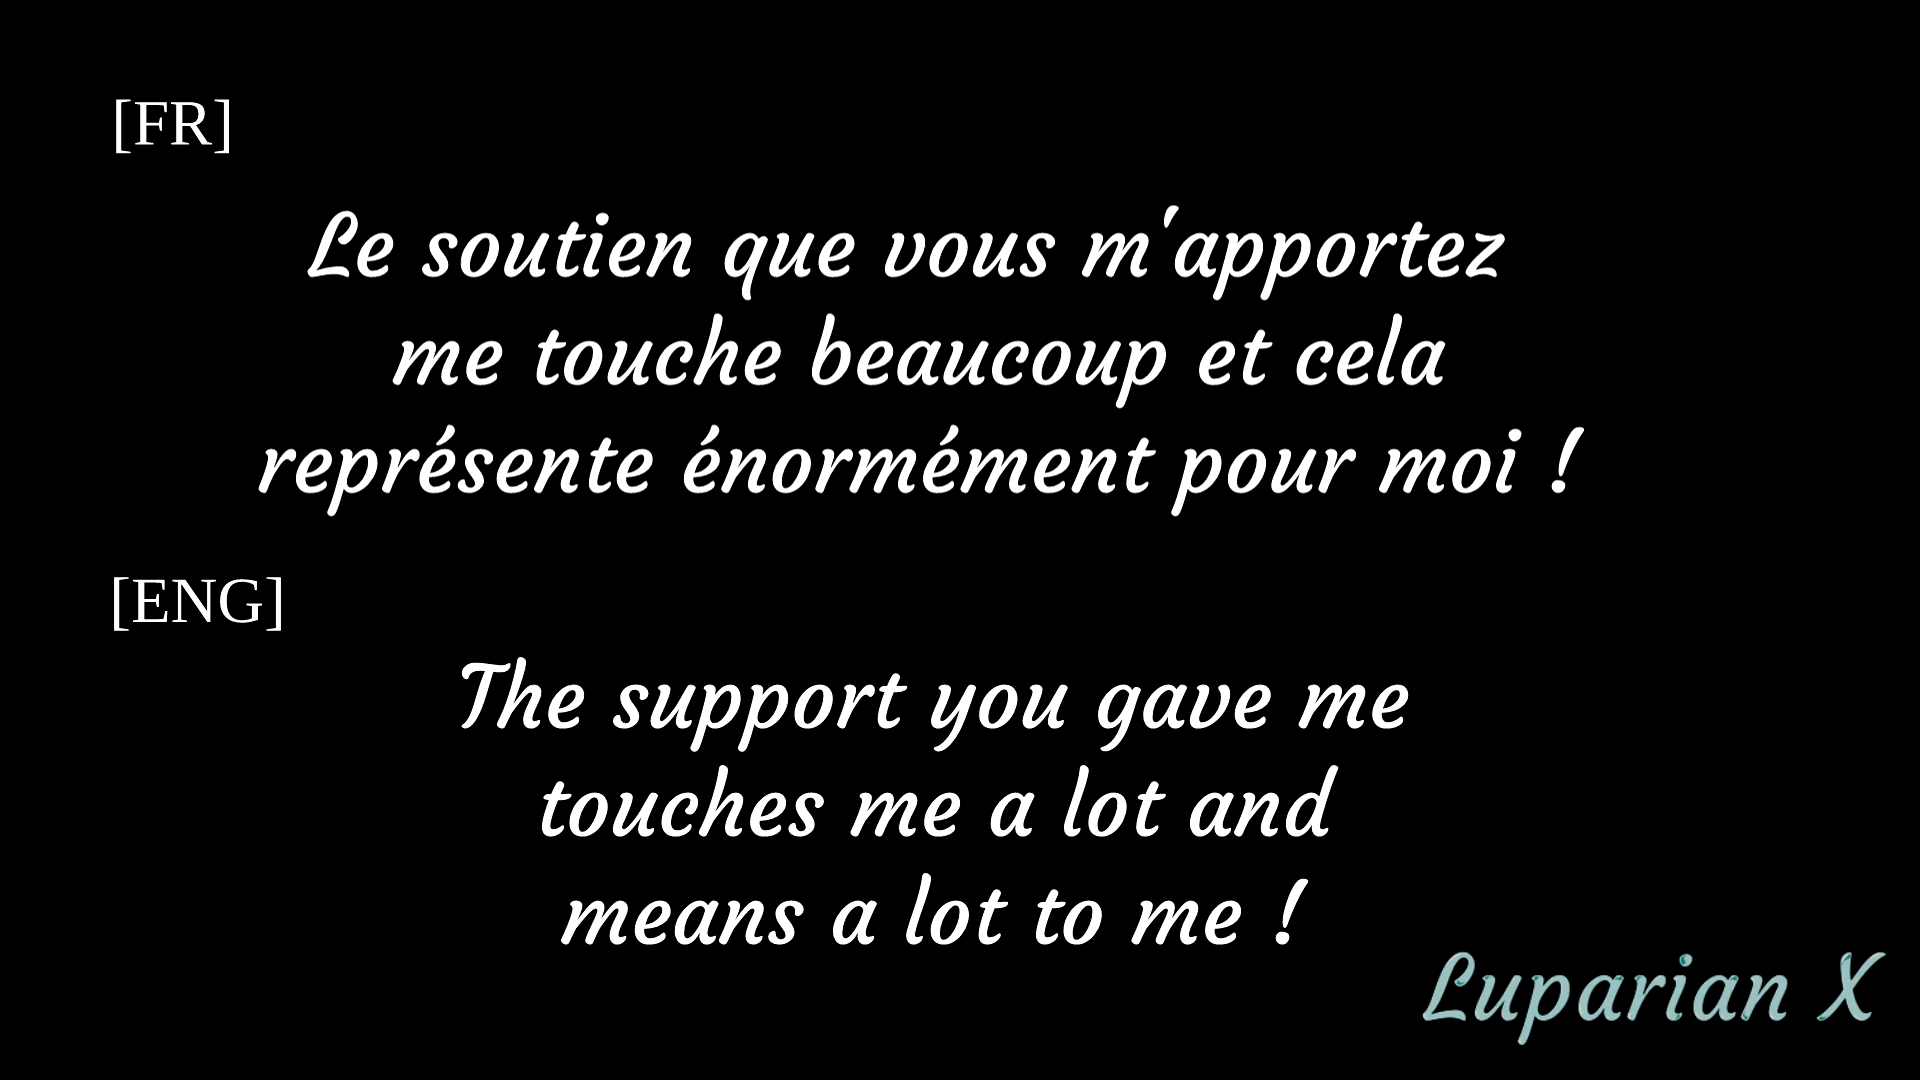 [FR]
Le soutien que vous m'apportez
me touche beaucoup et cela
représente énormément pour moi !
[ENG]
The support you gave me
touches me a lot and
means a lot to me !
Luparian X